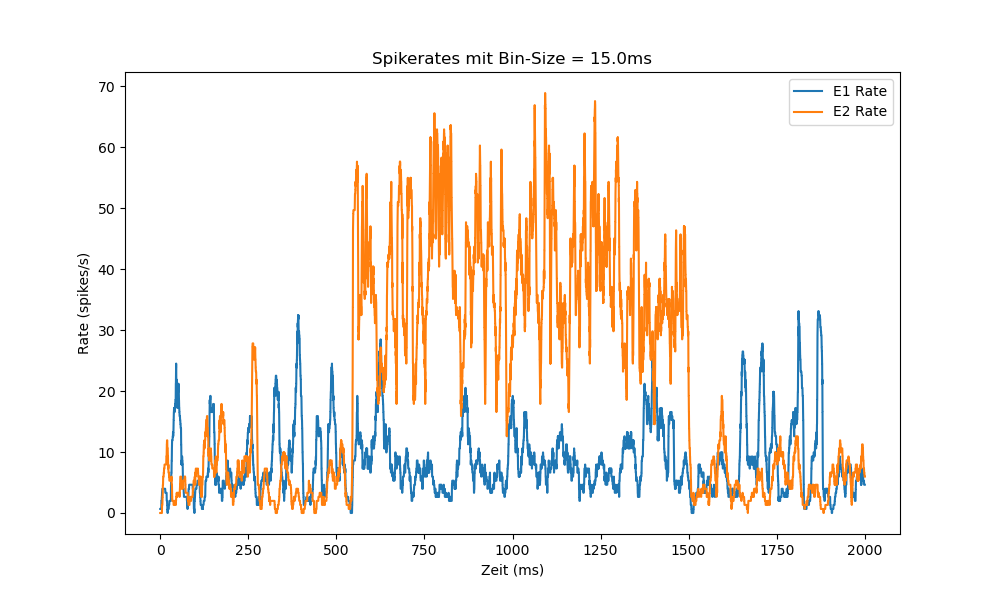 Spikerates mit Bin-Size = 15.0ms
E1 Rate
E2 Rate
Rate (spikes/s)
70
60
50
40
30
20
10
0
0 250 500 750 1000 1250 1500 1750 2000
Zeit (ms)